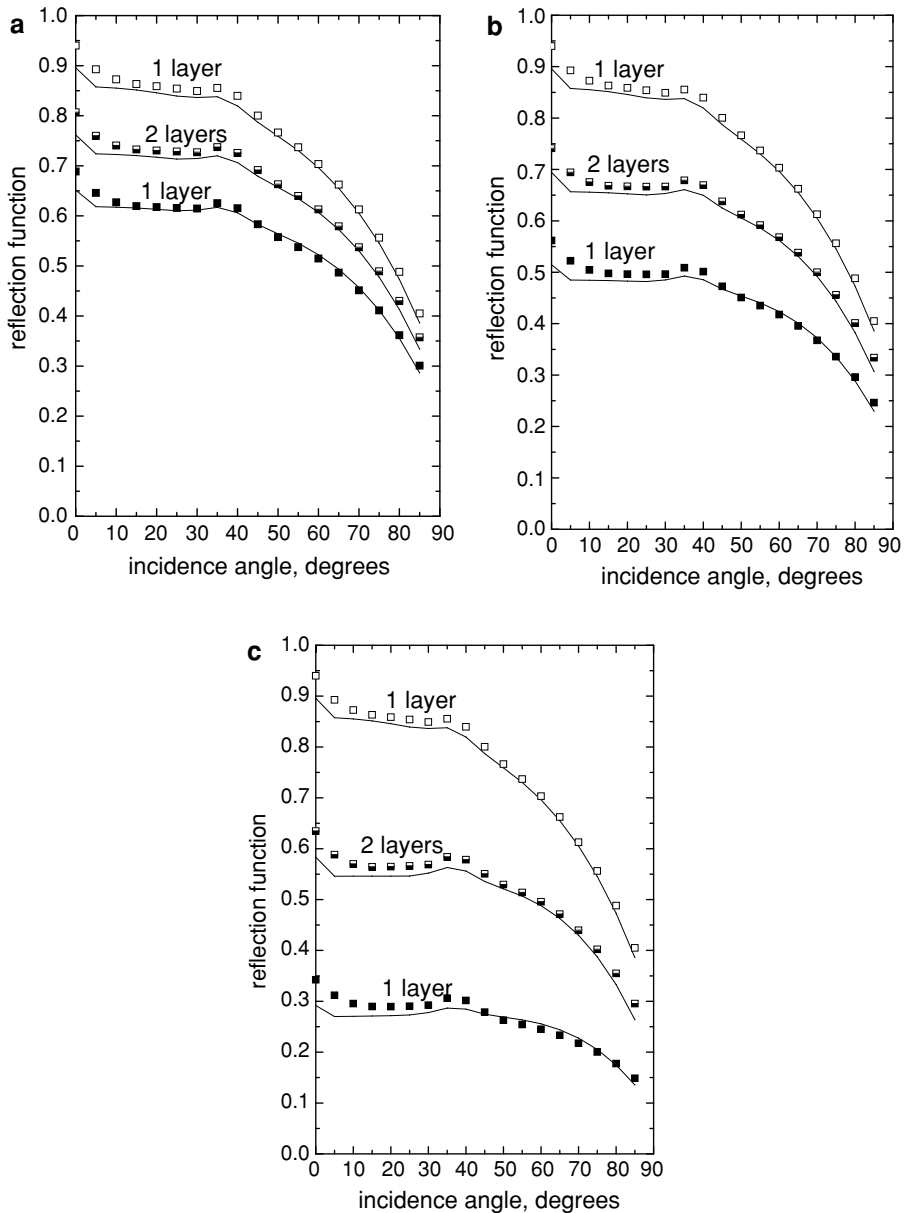 a
1.0
0.9
0.8
0.7
0.6
0.5
0.4
0.3
0.2
0.1
0.0
reflection function
1 layer
2 layers
1 layer
0 10 20 30 40 50 60 70 80 90
incidence angle, degrees
b
1.0
0.9
0.8
0.7
0.6
0.5
0.4
0.3
0.2
0.1
0.0
reflection function
1 layer
2 layers
1 layer
0 10 20 30 40 50 60 70 80 90
incidence angle, degrees
c
1.0
0.9
0.8
0.7
0.6
0.5
0.4
0.3
0.2
0.1
0.0
reflection function
1 layer
2 layers
1 layer
0 10 20 30 40 50 60 70 80 90
incidence angle, degrees